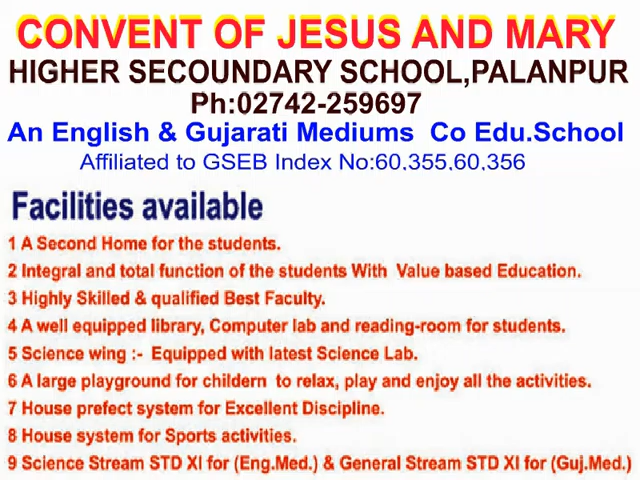 CONVENT OF JESUS AND MARY
HIGHER SECOUNDARY SCHOOL,PALANPUR
Ph:02742-259697
An English & Gujarati Mediums Co Edu.School
Affiliated to GSEB Index No:60,355,60,356
Facilities available
1 A Second Home for the students.
2 Integral and total function of the students With Value based Education.
3 Highly Skilled & qualified Best Faculty.
4 A well equipped library, Computer lab and reading-room for students.
5 Science wing :- Equipped with latest Science Lab.
6 A large playground for childern to relax, play and enjoy all the activities.
7 House prefect system for Excellent Discipline.
8 House system for Sports activities.
9 Science Stream STD XI for (Eng.Med.) & General Stream STD XI for (Guj.Med.)